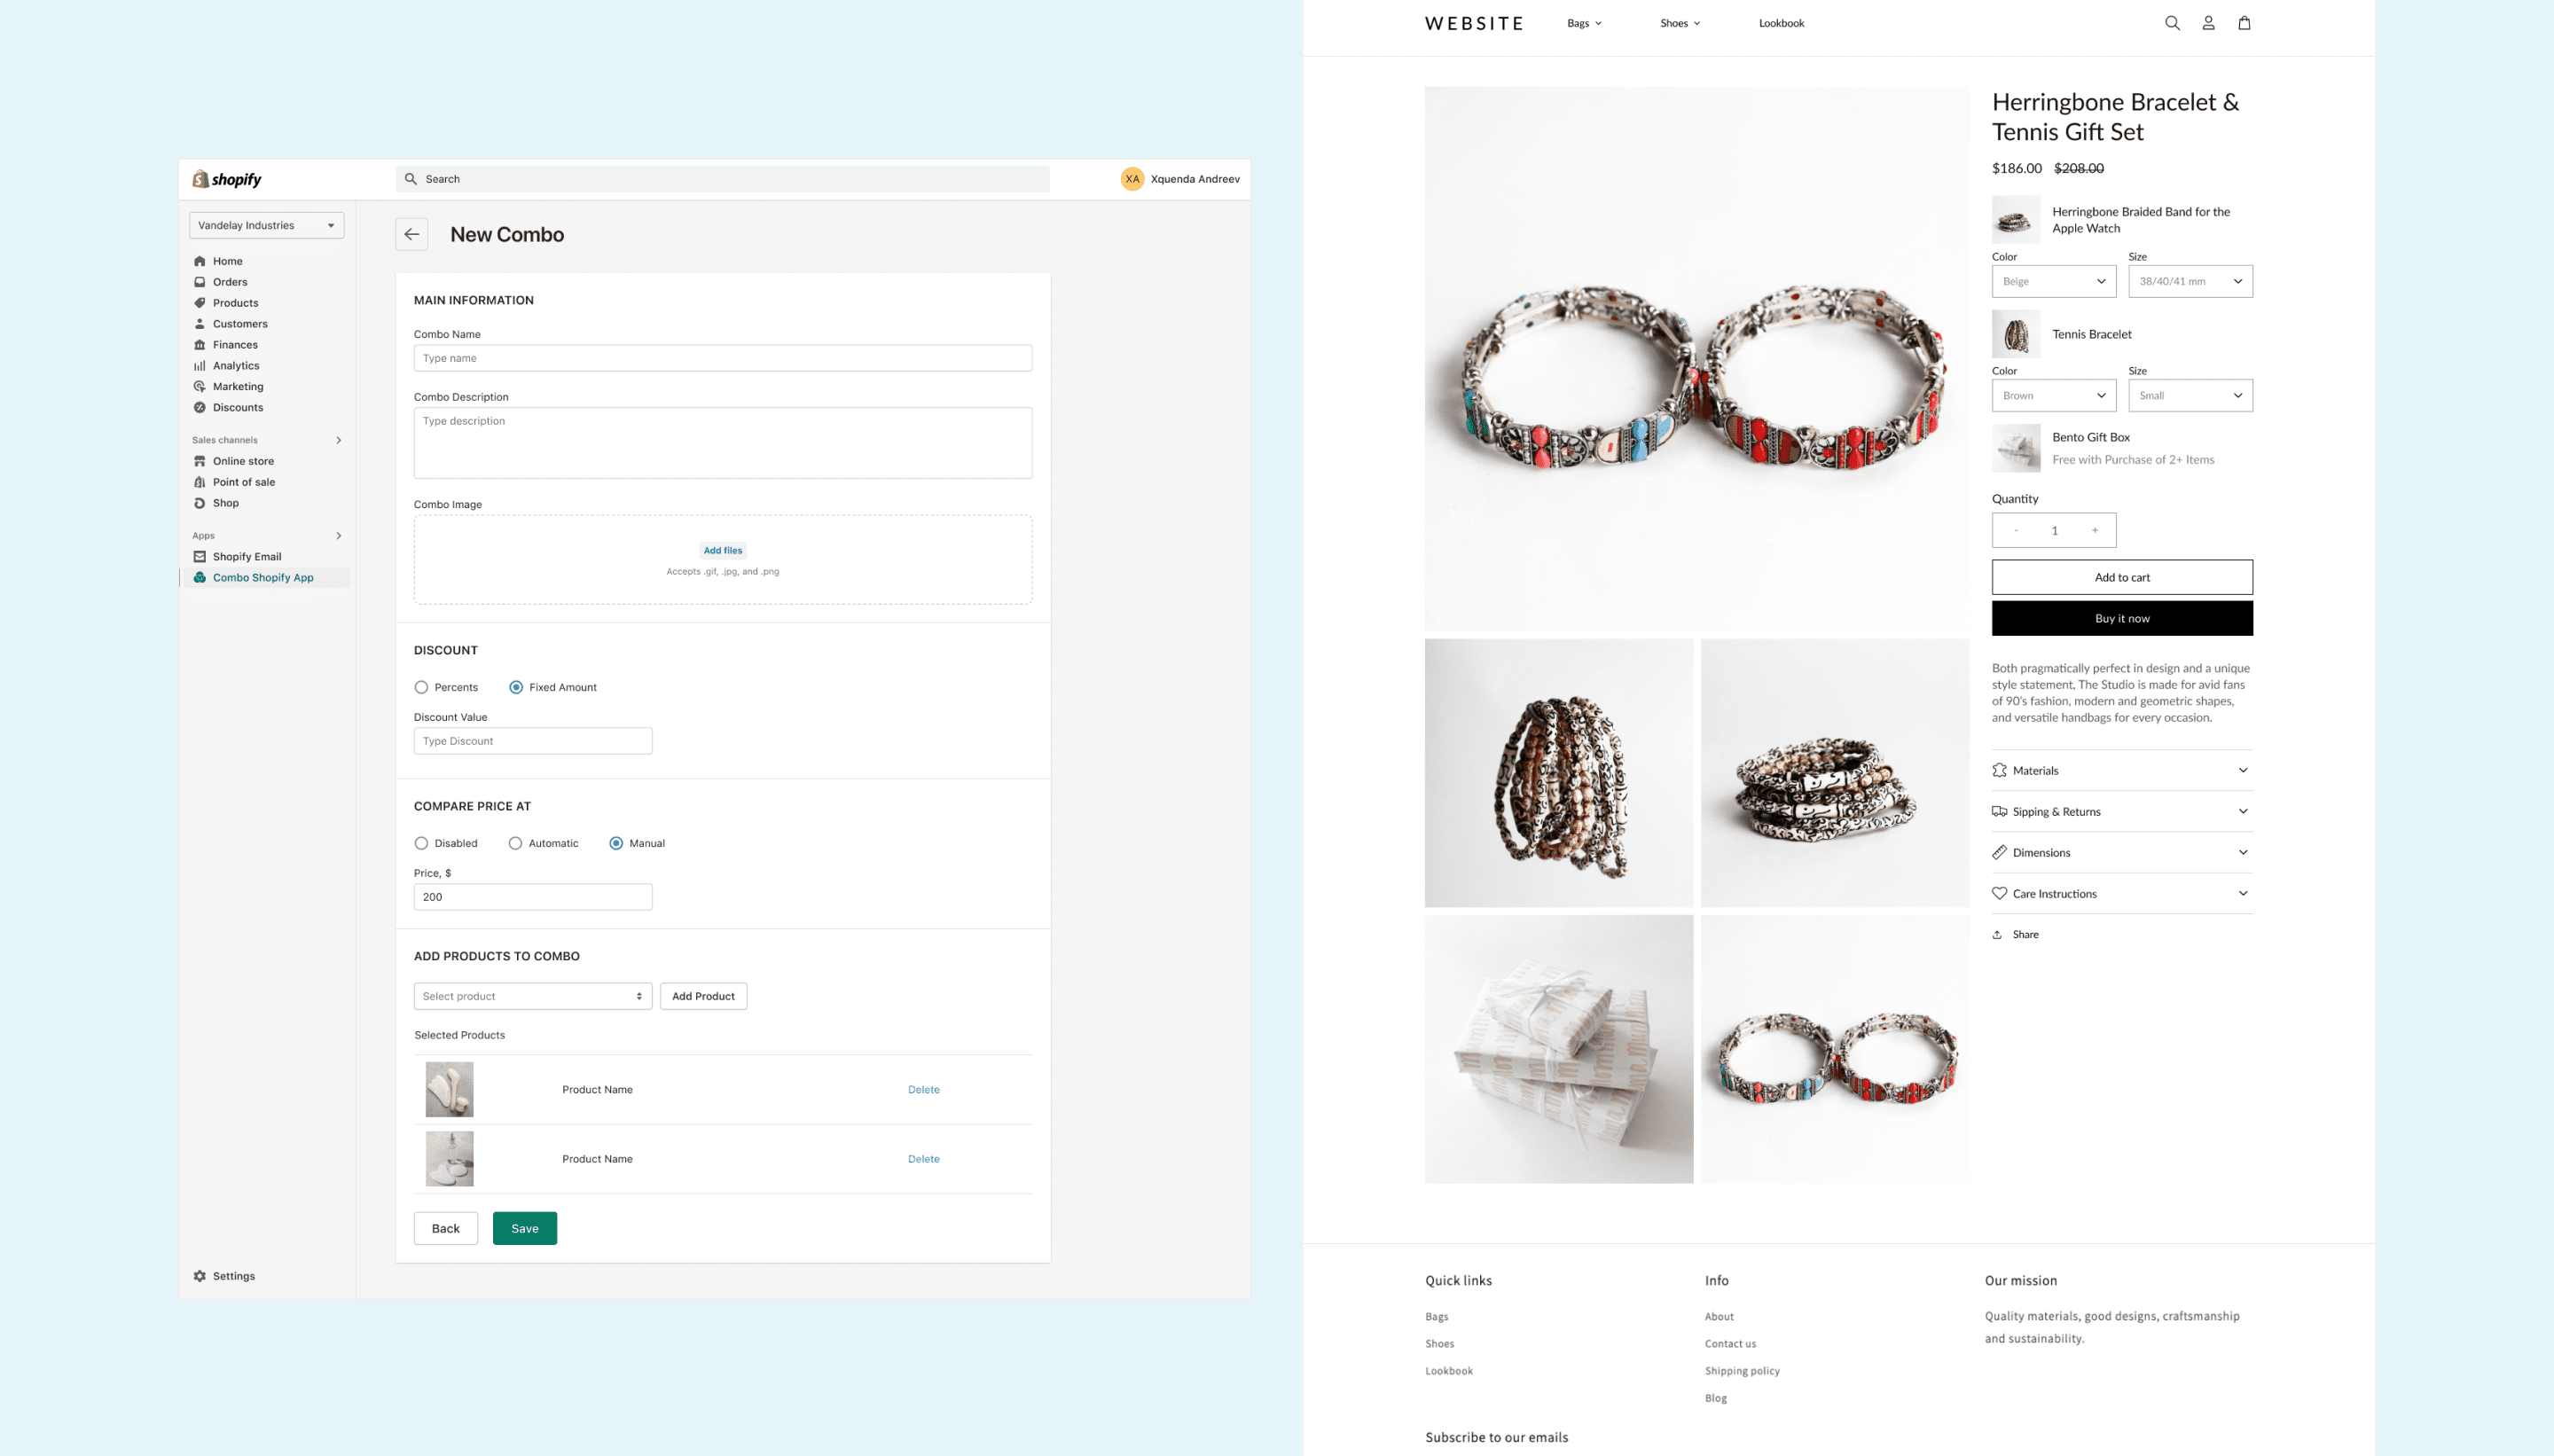 shopify
Search
XA
Xquenda Andreev
Vandelay Industries
Home
Orders
Products
Customers
Finances
Analytics
Marketing
Discounts
Sales channels
Online store
Point of sale
Shop
Apps
Shopify Email
Combo Shopify App
Settings
New Combo
MAIN INFORMATION
Combo Name
Type name
Combo Description
Type description
Combo Image
Add files
Accepts .gif, .jpg, and .png
DISCOUNT
Percents
Fixed Amount
Discount Value
Type Discount
COMPARE PRICE AT
Disabled
Automatic
Manual
Price, $
200
ADD PRODUCTS TO COMBO
Select product
Add Product
Selected Products
Product Name
Delete
Product Name
Delete
Back
Save
WEBSITE
Bags
Shoes
Lookbook
Herringbone Bracelet &
Tennis Gift Set
$186.00 $208.00
Herringbone Braided Band for the
Apple Watch
Color
Size
Beige
38/40/41 mm
Tennis Bracelet
Color
Size
Brown
Small
Bento Gift Box
Free with Purchase of 2+ Items
Quantity
- 1 +
Add to cart
Buy it now
Both pragmatically perfect in design and a unique
style statement, The Studio is made for avid fans
of 90's fashion, modern and geometric shapes,
and versatile handbags for every occasion.
Materials
Sipping & Returns
Dimensions
Care Instructions
Share
Quick links
Bags
Shoes
Lookbook
Info
About
Contact us
Shipping policy
Blog
Our mission
Quality materials, good designs, craftsmanship
and sustainability.
Subscribe to our emails